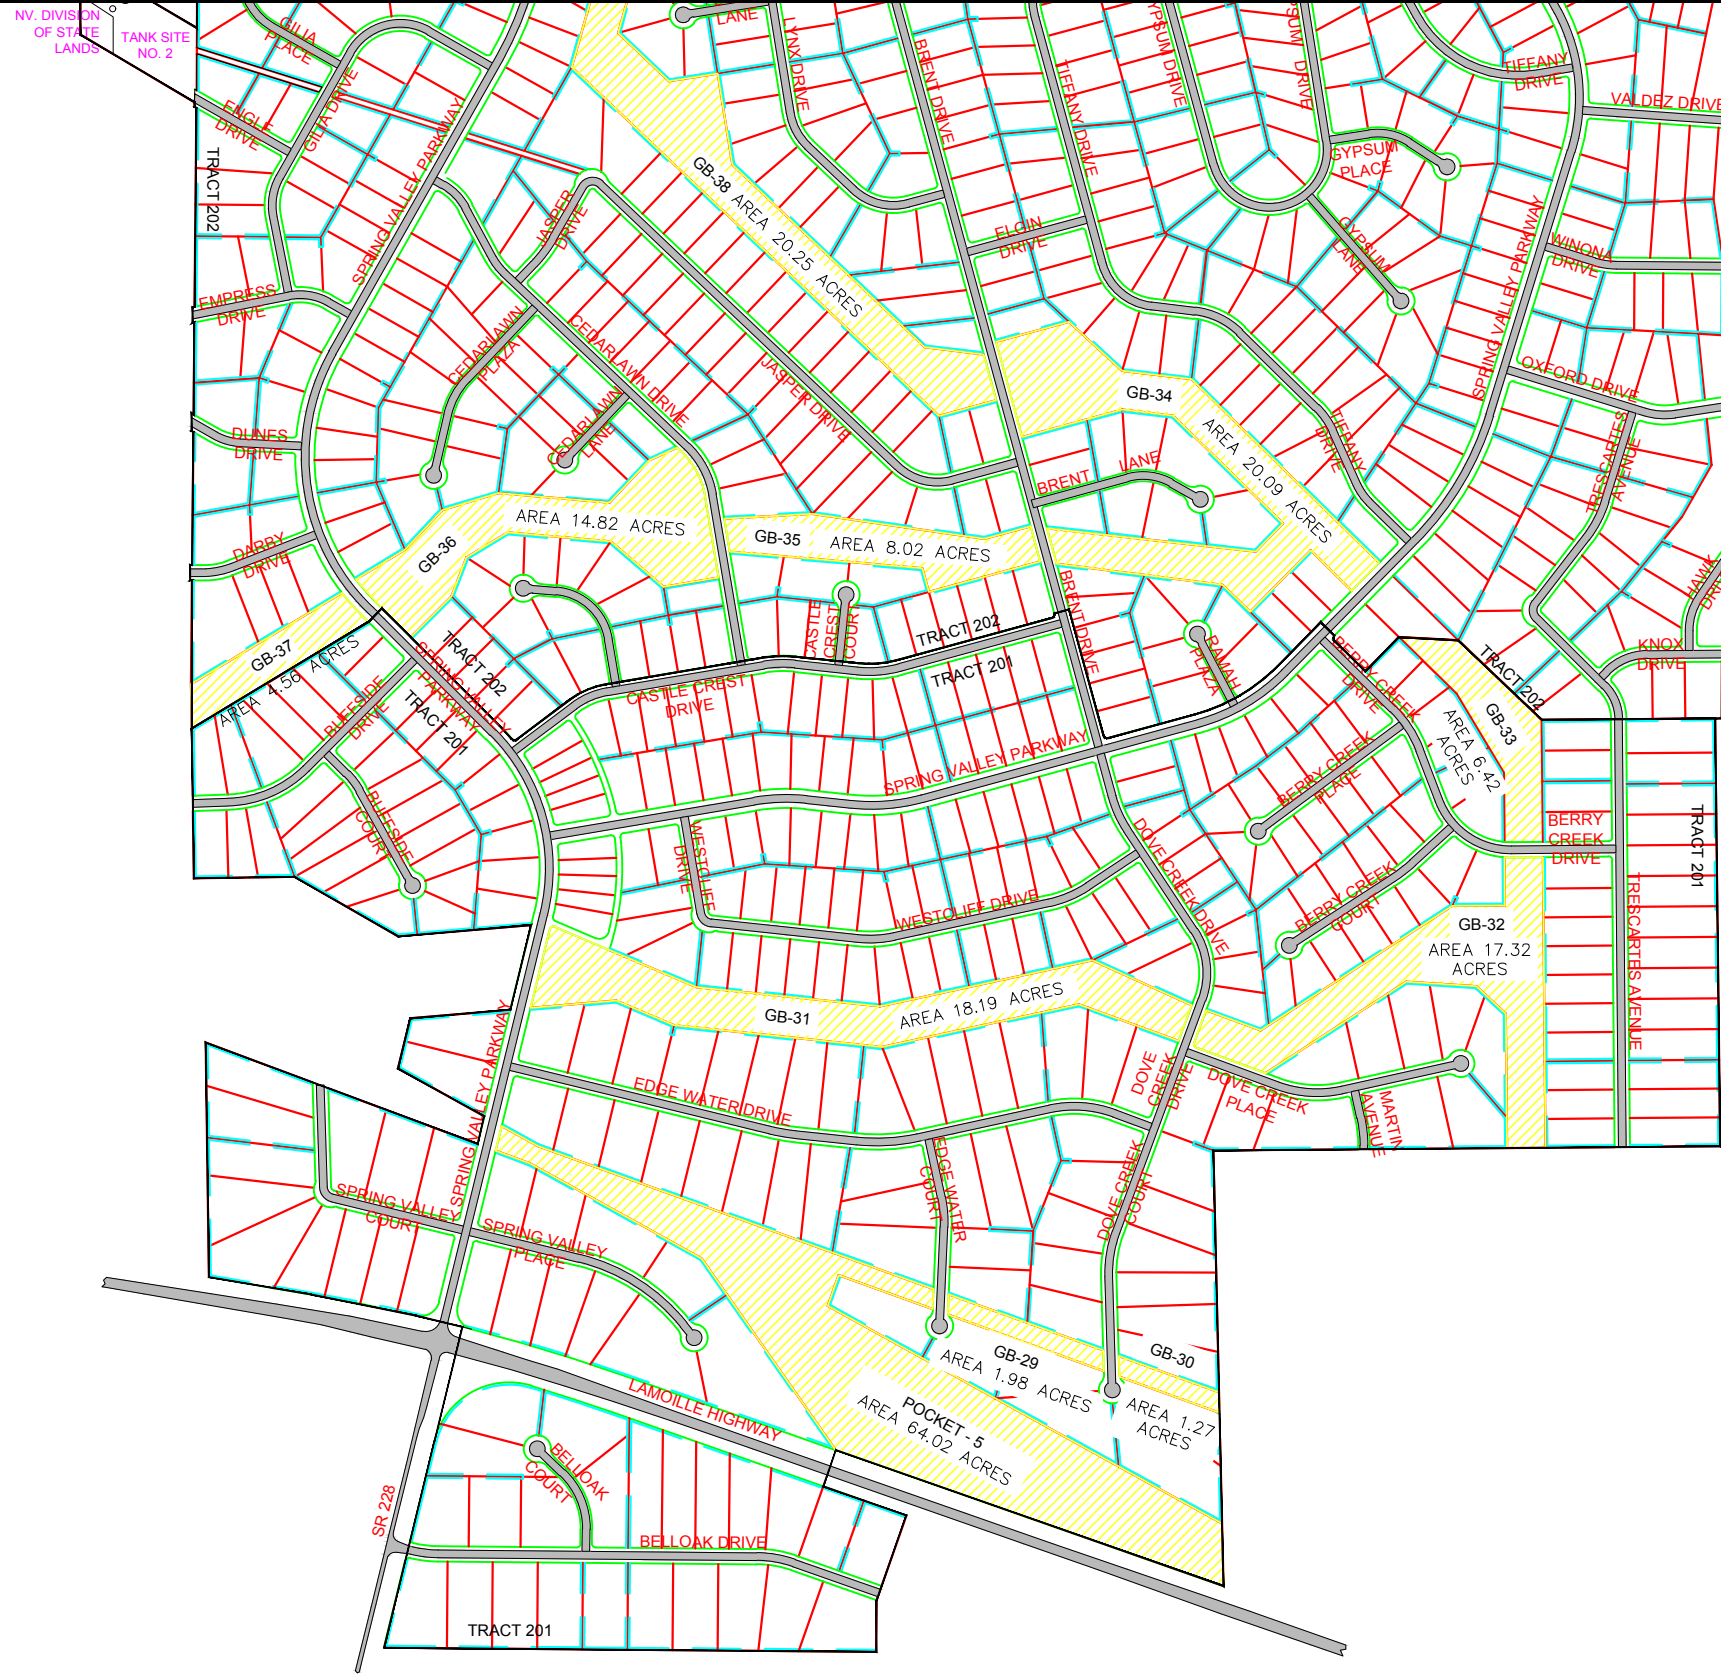 NV. DIVISION
OF STATE
LANDS
TANK SITE
NO. 2
GILIA
PLACE
LANE
LYNX DRIVE
BRENT DRIVE
TIFFANY DRIVE
YPSUM DRIVE
SUM DRIVE
TIFFANY
DRIVE
VALDEZ DRIVE
ENGLE
DRIVE
GILIA DRIVE
SPRING VALLEY PARKWAY
TRACT 202
GYPSUM
PLACE
GB-38 AREA 20.25 ACRES
JASPER
DRIVE
ELGIN
DRIVE
GYPSUM
LANE
SPRING VALLEY PARKWAY
WINONA
DRIVE
EMPRESS
DRIVE
CEDARLAWN
PLAZA
CEDARLAWN DRIVE
JASPER DRIVE
GB-34
AREA 20.09 ACRES
OXFORD DRIVE
TIFFANY
DRIVE
TRESCARTES
AVENUE
DUNES
DRIVE
CEDARLAWN
LANE
BRENT LANE
AREA 14.82 ACRES
GB-36
GB-35 AREA 8.02 ACRES
DARBY
DRIVE
BRENT DRIVE
CASTLE
CREST
COURT
HAWK
DRI
GB-37
AREA 4.56 ACRES
TRACT 202
SPRING VALLEY
PARKWAY
TRACT 201
BLUFFSIDE
DRIVE
TRACT 202
TRACT 201
CASTLE CREST
DRIVE
RAMAH
PLAZA
BERRY CREEK
DRIVE
TRACT 202
KNOX
DRIVE
GB-33
AREA 6.42
ACRES
ACRES
SPRING VALLEY PARKWAY
BERRY CREEK
PLACE
BLUFFSIDE
COURT
WESTCLIFF
DRIVE
DOVE CREEK DRIVE
BERRY
CREEK
DRIVE
TRACT 201
BERRY CREEK
COURT
WESTCLIFF DRIVE
GB-32
AREA 17.32
ACRES
TRESCARTES AVENUE
GB-31
AREA 18.19 ACRES
SPRING VALLEY PARKWAY
EDGE WATER DRIVE
DOVE
CREEK
DRIVE
DOVE CREEK
PLACE
MARTIN
AVENUE
SPRING VALLEY
COURT
SPRING VALLEY
PLACE
EDGE WATER
COURT
DOVE CREEK
COURT
GB-29
AREA 1.98 ACRES
GB-30
AREA 1.27
ACRES
POCKET - 5
AREA 64.02 ACRES
LAMOILLE HIGHWAY
SR 228
BELLOAK
COURT
BELLOAK DRIVE
TRACT 201